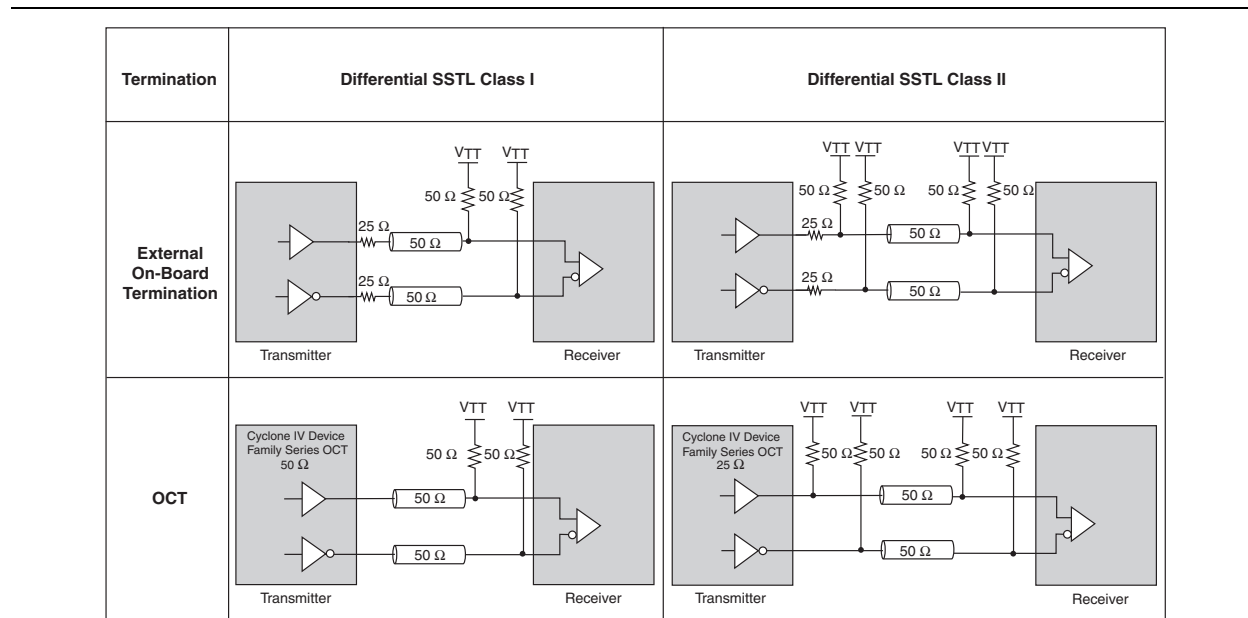 Termination
Differential SSTL Class I
Differential SSTL Class II
External
On-Board
Termination
VTT VTT
50 Ω 50 Ω
25 Ω
50 Ω
25 Ω
50 Ω
Transmitter
Receiver
VTT VTT VTT VTT
50 Ω 50 Ω 50 Ω 50 Ω
25 Ω
50 Ω
25 Ω
50 Ω
Transmitter
Receiver
OCT
Cyclone IV Device
Family Series OCT
50 Ω
VTT VTT
50 Ω 50 Ω
50 Ω
50 Ω
Transmitter
Receiver
Cyclone IV Device
Family Series OCT
25 Ω
VTT VTT VTT VTT
50 Ω 50 Ω 50 Ω 50 Ω
50 Ω
50 Ω
Transmitter
Receiver